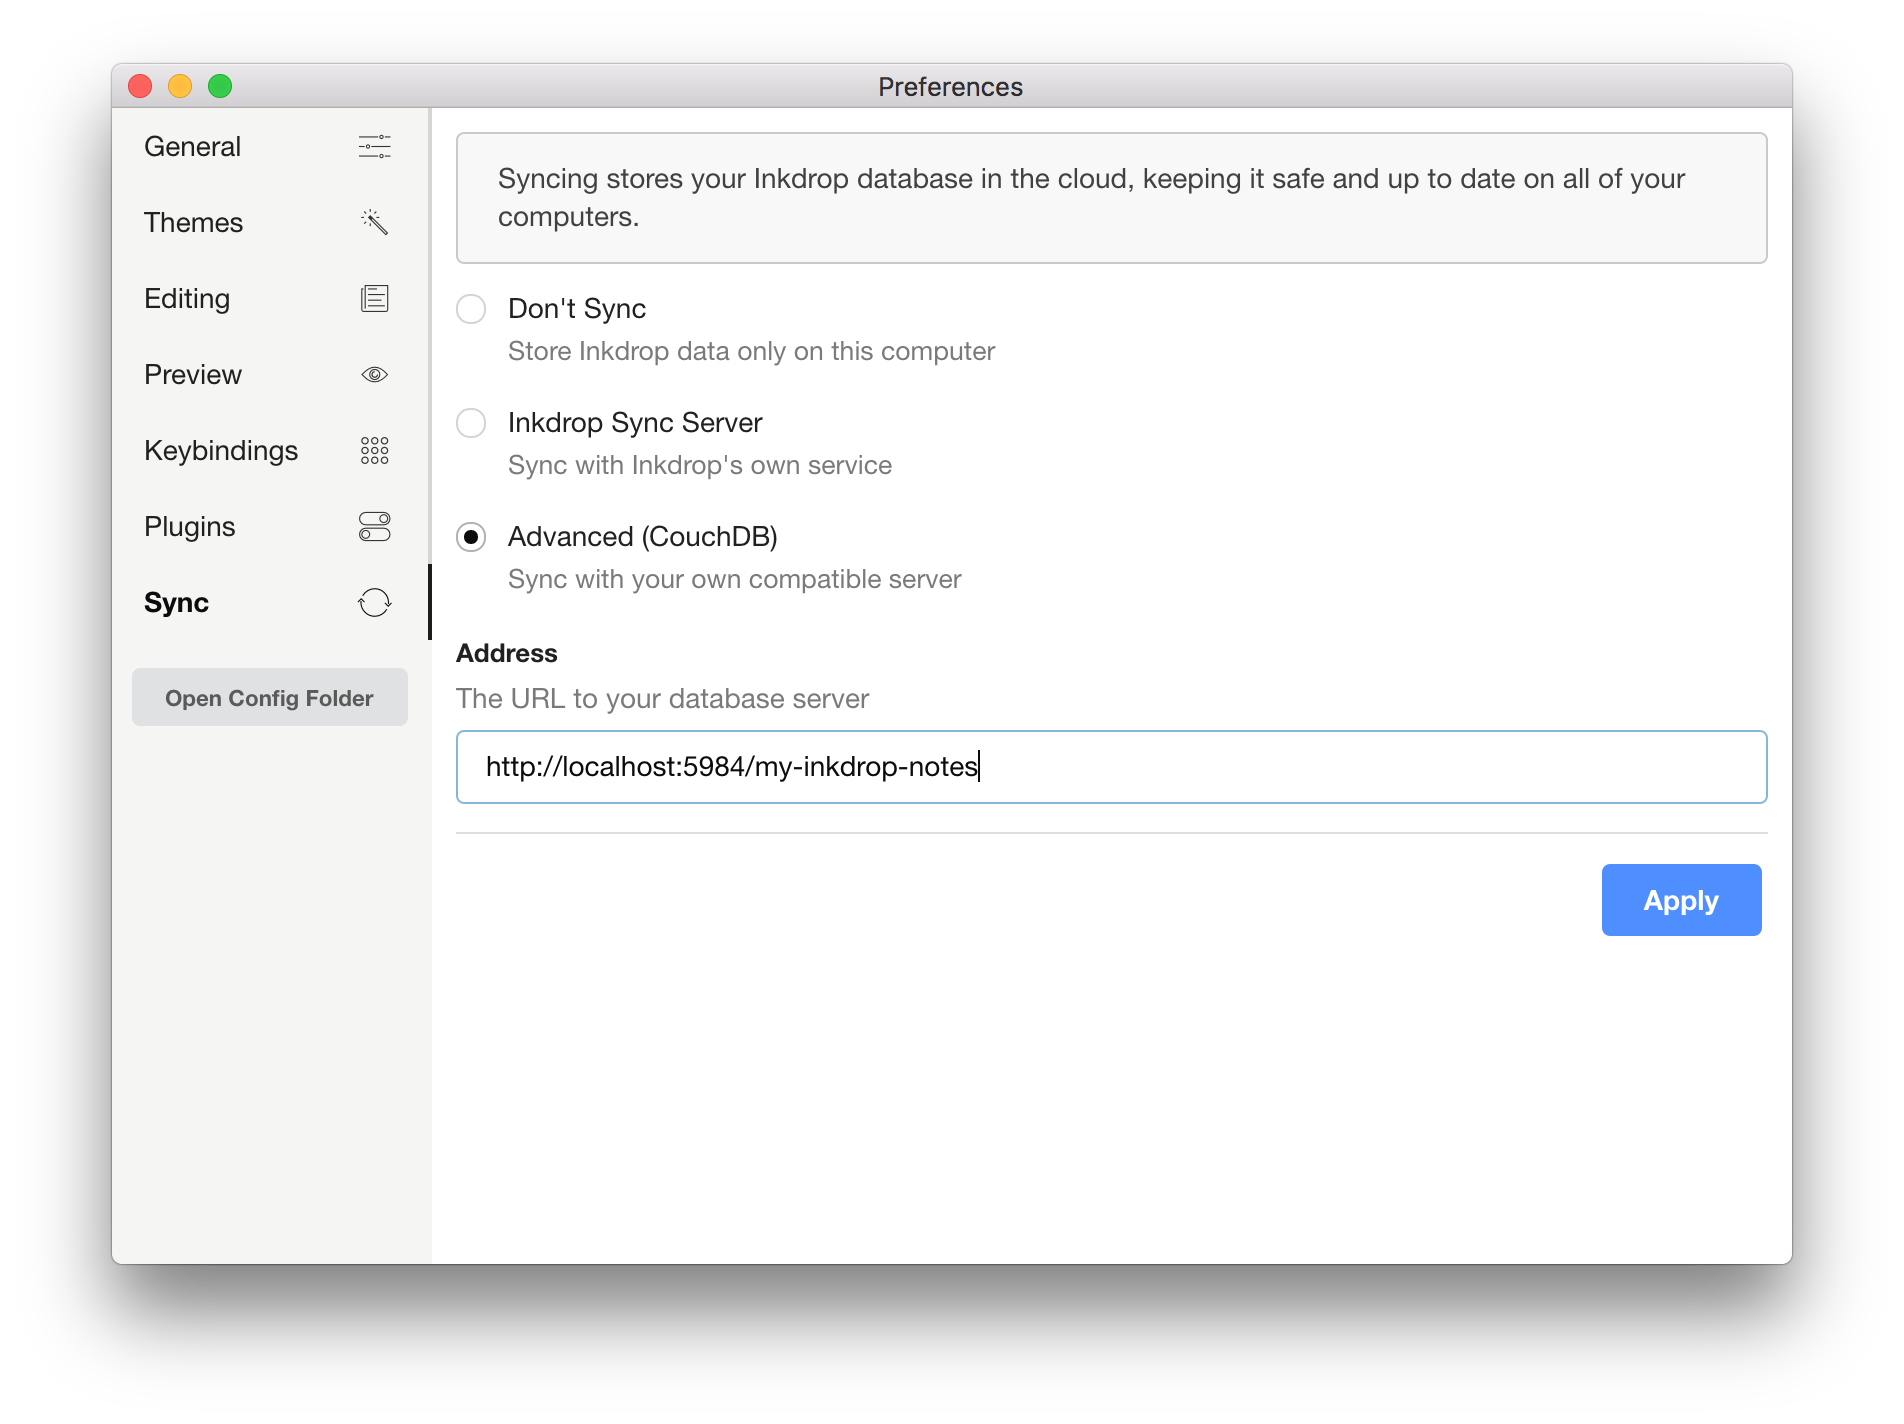 Preferences
General
Themes
Editing
Preview
Keybindings
Plugins
Sync
Open Config Folder
Syncing stores your Inkdrop database in the cloud, keeping it safe and up to date on all of your
computers.
Don't Sync
Store Inkdrop data only on this computer
Inkdrop Sync Server
Sync with Inkdrop's own service
Advanced (CouchDB)
Sync with your own compatible server
Address
The URL to your database server
http://localhost:5984/my-inkdrop-notes
Apply